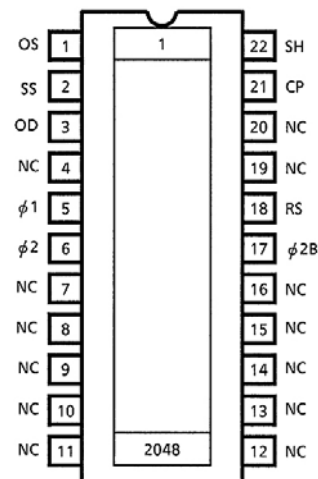 OS 1 1 22 SH
SS 2 21 CP
OD 3 20 NC
NC 4 19 NC
ϕ1 5 18 RS
ϕ2 6 17 ϕ2B
NC 7 16 NC
NC 8 15 NC
NC 9 14 NC
NC 10 13 NC
NC 11 2048 12 NC